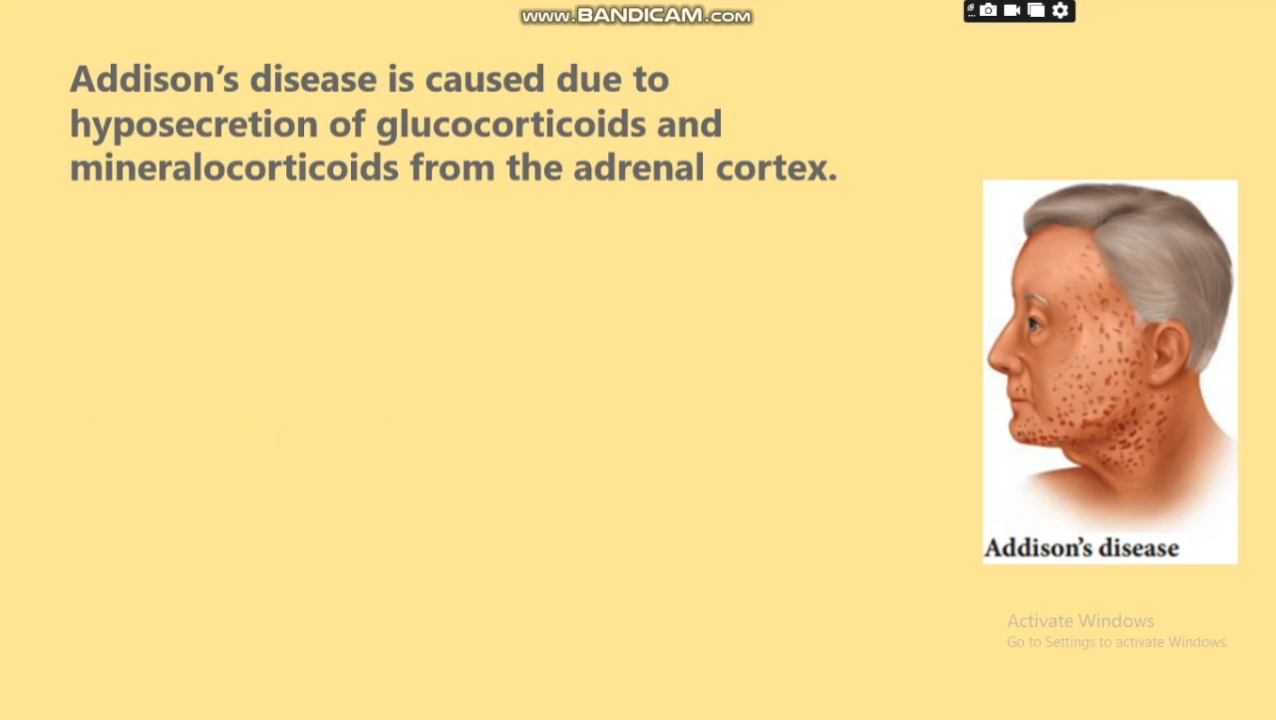 www.BANDICAM.com
Addison’s disease is caused due to
hyposecretion of glucocorticoids and
mineralocorticoids from the adrenal cortex.
Addison’s disease
Activate Windows
Go to Settings to activate Windows.